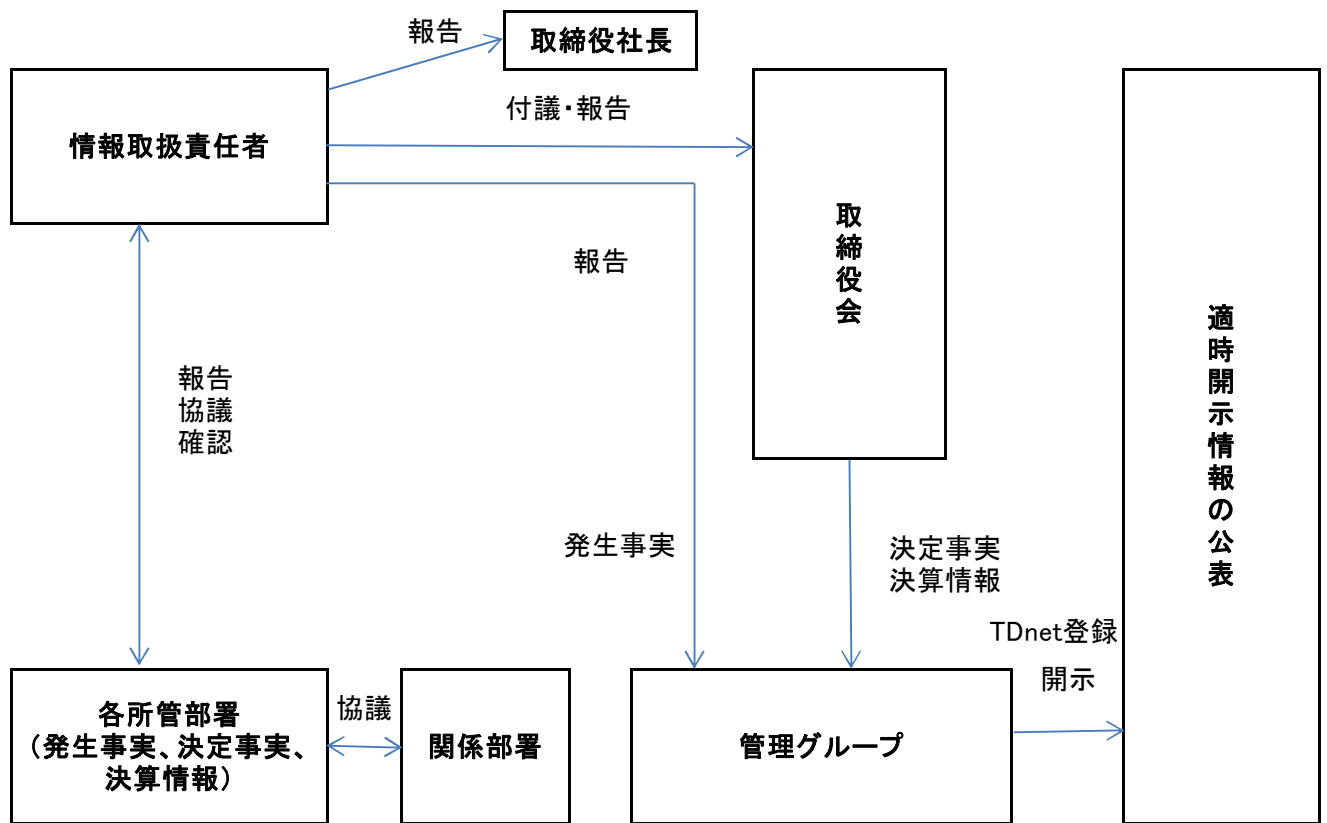 報告
取締役社長
情報取扱責任者
付議・報告
取締役会
報告
適時開示情報の公表
報告
協議
確認
発生事実
決定事実
決算情報
TDnet登録
開示
各所管部署
(発生事実、決定事実、
決算情報)
協議
関係部署
管理グループ